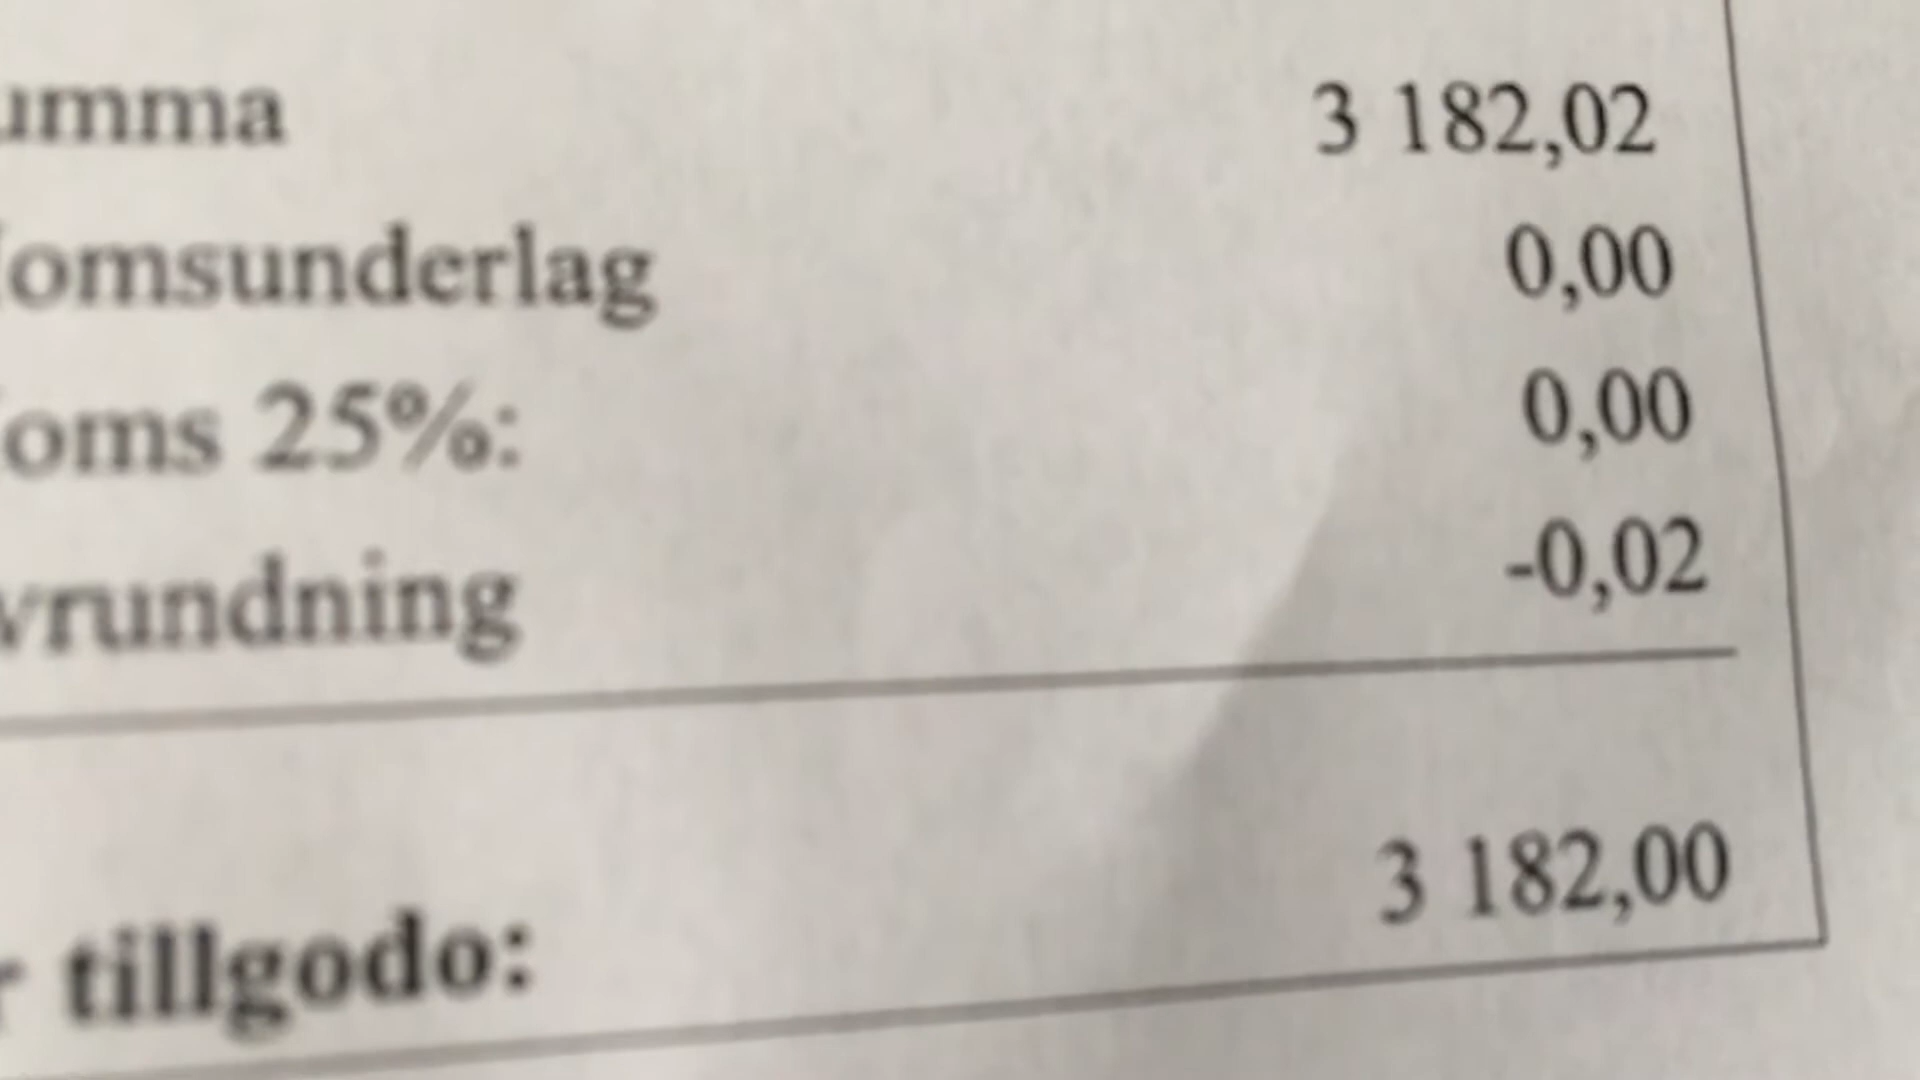 umma 3 182,02
omsunderlag 0,00
oms 25%: 0,00
vrundning -0,02
r tillgodo: 3 182,00